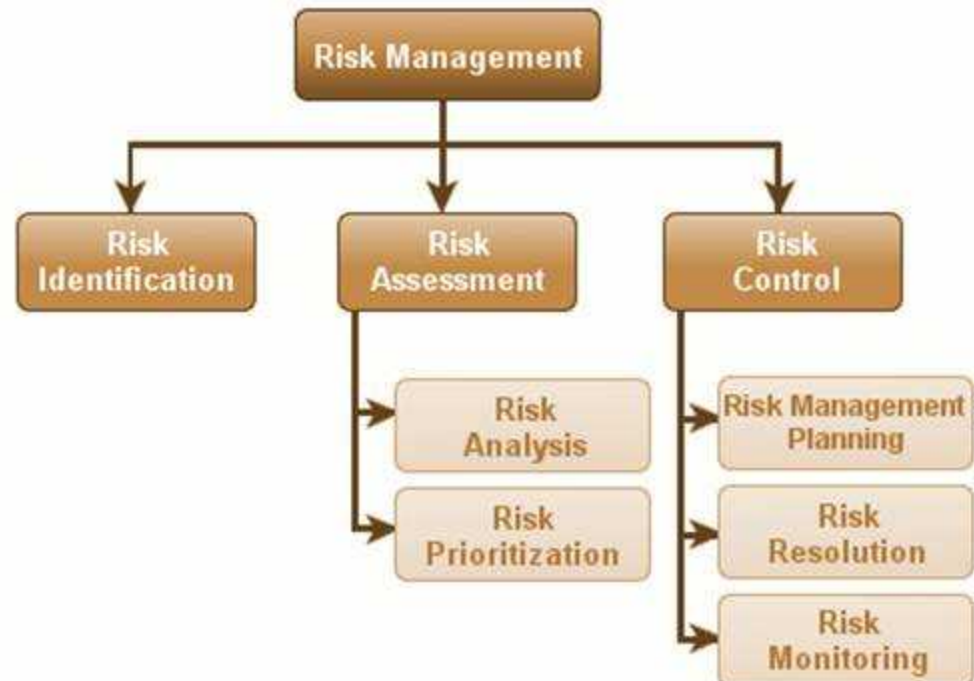 Risk Management
Risk
Identification
Risk
Assessment
Risk
Control
Risk
Analysis
Risk
Prioritization
Risk Management
Planning
Risk
Resolution
Risk
Monitoring